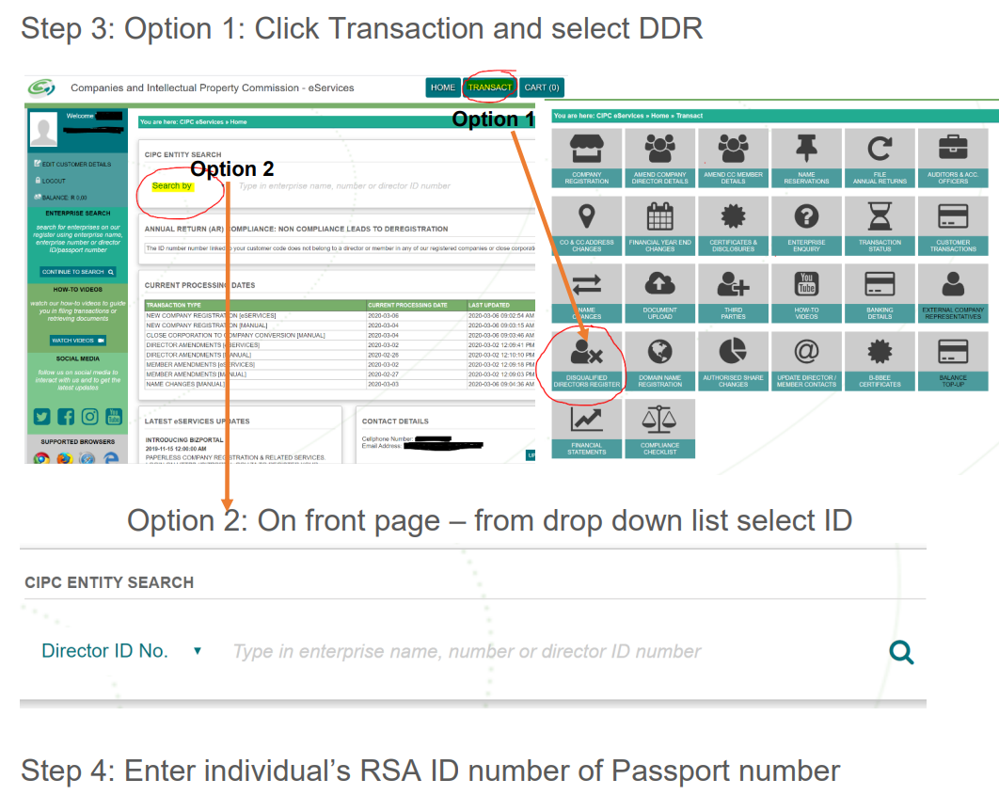 Step 3: Option 1: Click Transaction and select DDR
Companies and Intellectual Property Commission - eServices
HOME
TRANSACT
CART (0)
Welcome
EDIT CUSTOMER DETAILS
LOGOUT
BALANCE: R 0,00
ENTERPRISE SEARCH
search for enterprises on our
register using enterprise name,
enterprise number or director
ID/passport number
CONTINUE TO SEARCH
HOW-TO VIDEOS
watch our how-to videos to guide
you in filing transactions or
retrieving documents
WATCH VIDEOS
SOCIAL MEDIA
follow us on social media to
interact with us and to get the
latest updates
You Tube
SUPPORTED BROWSERS
You are here: CIPC eServices » Home
Option 1
CIPC ENTITY SEARCH
Option 2
Search by
Type in enterprise name, number or director ID number
ANNUAL RETURN (AR) COMPLIANCE: NON COMPLIANCE LEADS TO DEREGISTRATION
The ID number number linked to your customer code does not belong to a director or member in any of our registered companies or close corporati
CURRENT PROCESSING DATES
TRANSACTION TYPE CURRENT PROCESSING DATE LAST UPDATED
NEW COMPANY REGISTRATION [eSERVICES] 2020-03-06 2020-03-06 09:02:54 AM
NEW COMPANY REGISTRATION [MANUAL] 2020-03-04 2020-03-06 09:03:15 AM
CLOSE CORPORATION TO COMPANY CONVERSION [MANUAL] 2020-03-04 2020-03-06 09:03:46 AM
DIRECTOR AMENDMENTS [eSERVICES] 2020-03-02 2020-03-02 12:09:41 PM
DIRECTOR AMENDMENTS [MANUAL] 2020-02-26 2020-03-02 12:10:10 PM
MEMBER AMENDMENTS [eSERVICES] 2020-03-02 2020-03-02 12:09:18 PM
MEMBER AMENDMENTS [MANUAL] 2020-02-27 2020-03-02 12:09:03 PM
NAME CHANGES [MANUAL] 2020-03-03 2020-03-06 09:04:36 AM
LATEST eSERVICES UPDATES
INTRODUCING BIZPORTAL
2019-11-15 12:00:00 AM
PAPERLESS COMPANY REGISTRATION & RELATED SERVICES.
CONTACT DETAILS
Cellphone Number:
Email Address:
UP
You are here: CIPC eServices » Home » Transact
COMPANY
REGISTRATION
AMEND COMPANY
DIRECTOR DETAILS
AMEND CC MEMBER
DETAILS
NAME
RESERVATIONS
FILE
ANNUAL RETURNS
AUDITORS & ACC.
OFFICERS
CO & CC ADDRESS
CHANGES
FINANCIAL YEAR END
CHANGES
CERTIFICATES &
DISCLOSURES
ENTERPRISE
ENQUIRY
TRANSACTION
STATUS
CUSTOMER
TRANSACTIONS
NAME
CHANGES
DOCUMENT
UPLOAD
THIRD
PARTIES
You
Tube
HOW-TO
VIDEOS
BANKING
DETAILS
EXTERNAL COMPANY
REPRESENTATIVES
DISQUALIFIED
DIRECTORS REGISTER
DOMAIN NAME
REGISTRATION
AUTHORISED SHARE
CHANGES
UPDATE DIRECTOR /
MEMBER CONTACTS
B-BBEE
CERTIFICATES
BALANCE
TOP-UP
FINANCIAL
STATEMENTS
COMPLIANCE
CHECKLIST
Option 2: On front page – from drop down list select ID
CIPC ENTITY SEARCH
Director ID No. ▼ Type in enterprise name, number or director ID number
Step 4: Enter individual’s RSA ID number of Passport number